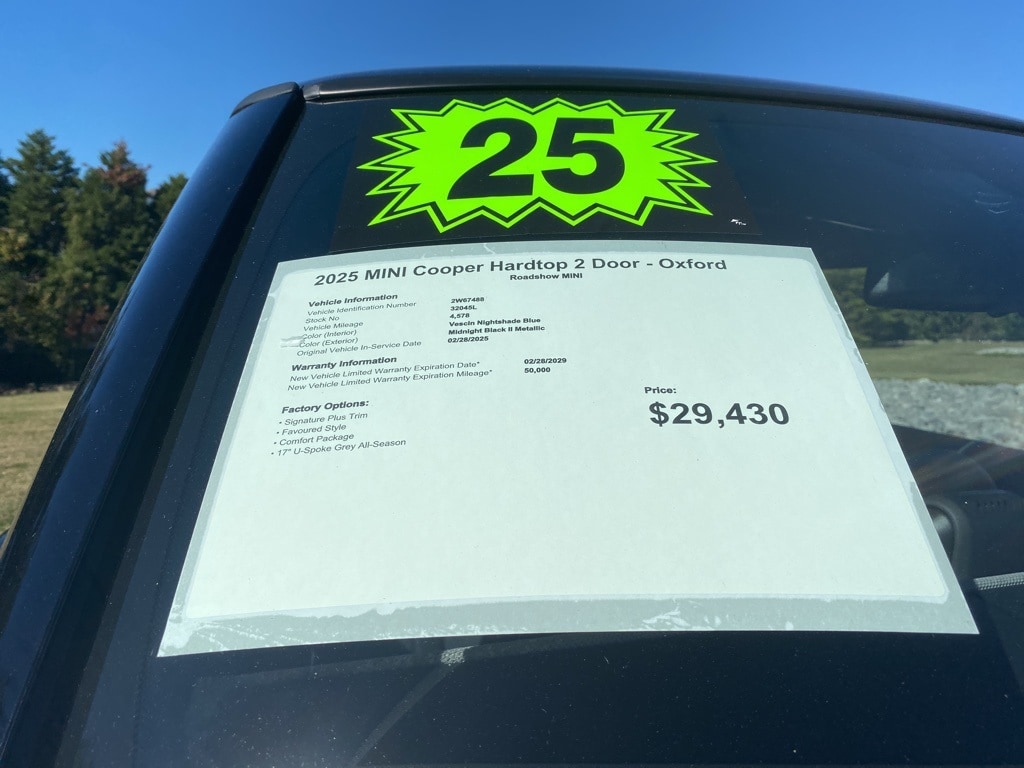 25
2025 MINI Cooper Hardtop 2 Door - Oxford
Roadshow MINI
Vehicle Information
Vehicle Identification Number 2W67488
Stock No 32045L
Vehicle Mileage 4,578
Color (Interior) Vescin Nightshade Blue
Color (Exterior) Midnight Black II Metallic
Original Vehicle In-Service Date 02/28/2025
Warranty Information
New Vehicle Limited Warranty Expiration Date* 02/28/2029
New Vehicle Limited Warranty Expiration Mileage* 50,000
Factory Options:
• Signature Plus Trim
• Favoured Style
• Comfort Package
• 17" U-Spoke Grey All-Season
Price:
$29,430